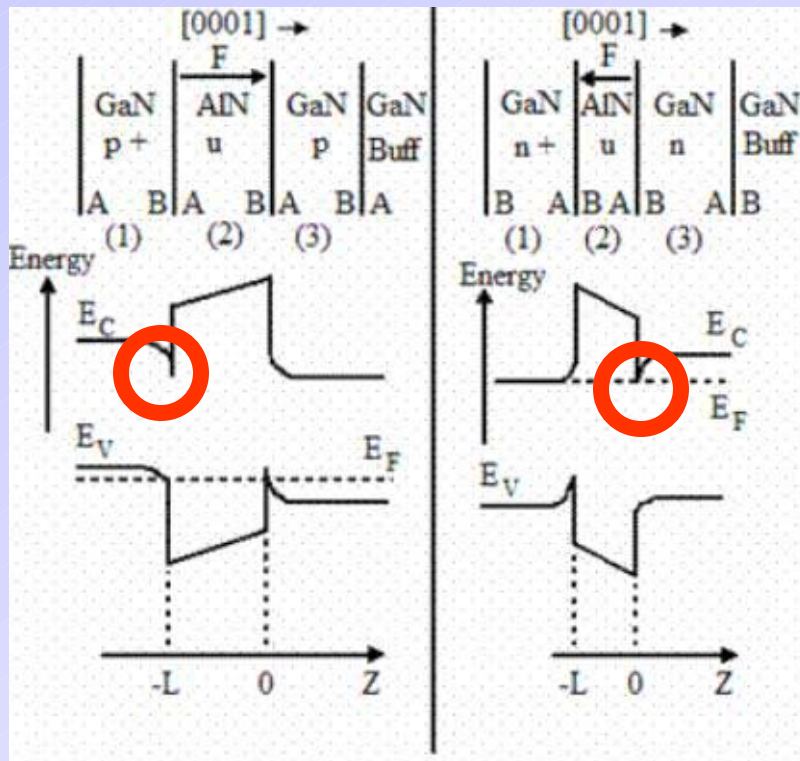 [0001] →
F
GaN AlN GaN GaN
p + u p Buff
A B A B A B A
(1) (2) (3)
Energy
E_C
E_V
E_F
-L 0 Z
[0001] →
F
GaN AlN GaN GaN
n + u n Buff
B A B A B A B
(1) (2) (3)
Energy
E_C
E_F
E_V
-L 0 Z